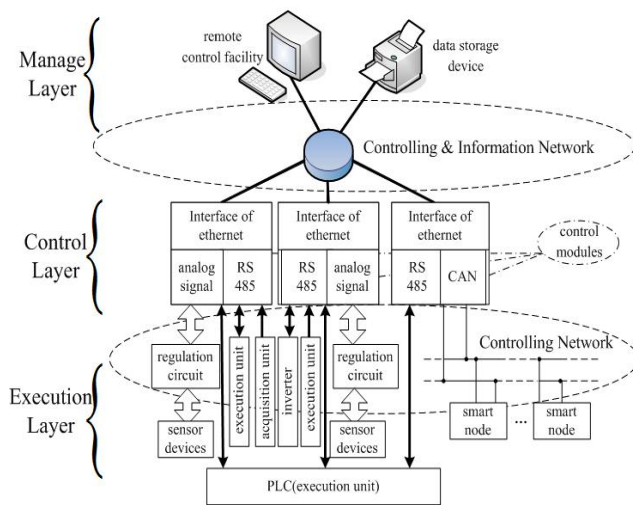 remote
control facility
data storage
device
Manage
Layer
Controlling & Information Network
Interface of
ethernet
Interface of
ethernet
Interface of
ethernet
control
modules
Control
Layer
analog
signal
RS
485
RS
485
analog
signal
RS
485
CAN
Controlling Network
regulation
circuit
execution unit
acquisition unit
inverter
execution unit
regulation
circuit
Execution
Layer
sensor
devices
sensor
devices
smart
node
...
smart
node
PLC(execution unit)